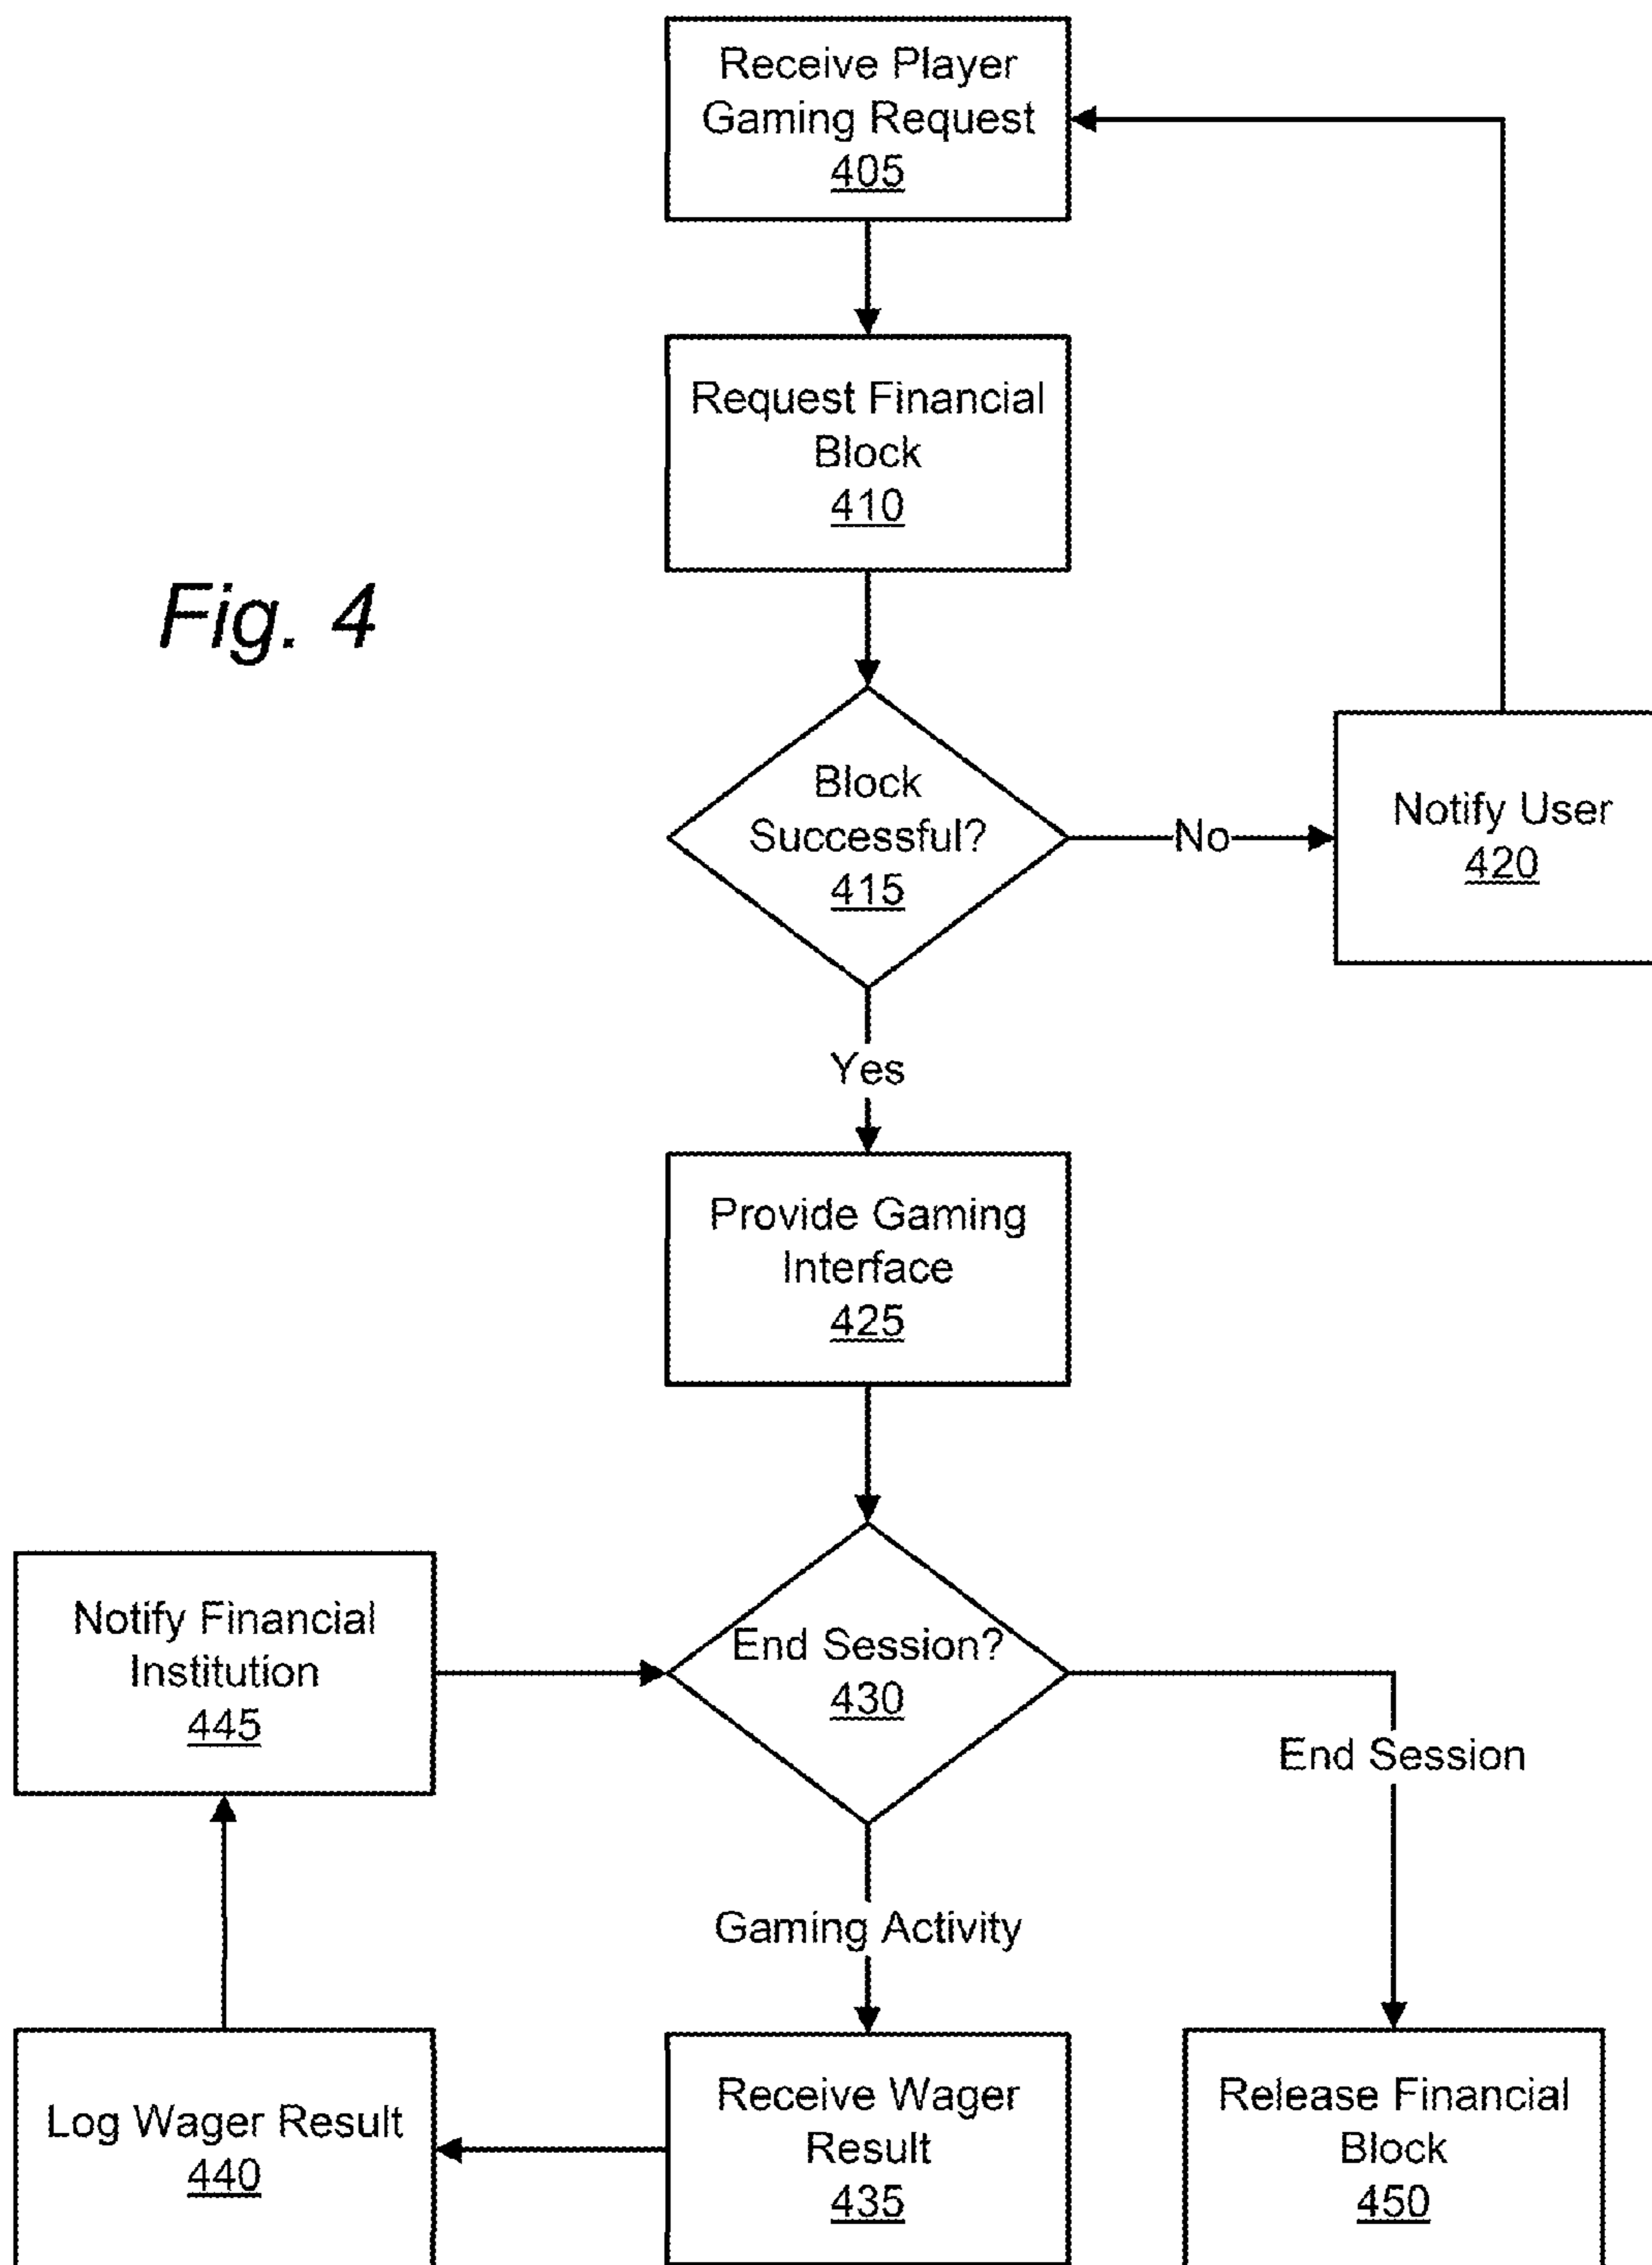 Receive Player
Gaming Request
405
Request Financial
Block
410
Fig. 4
Block
Successful?
415
No
Notify User
420
Yes
Provide Gaming
Interface
425
Notify Financial
Institution
445
End Session?
430
End Session
Gaming Activity
Log Wager Result
440
Receive Wager
Result
435
Release Financial
Block
450